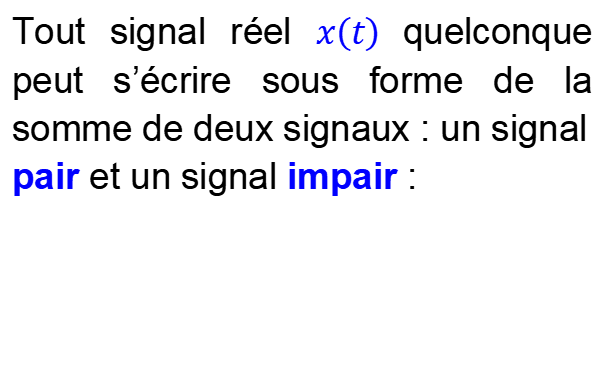 Tout signal réel x(t) quelconque
peut s’écrire sous forme de la
somme de deux signaux : un signal
pair et un signal impair :